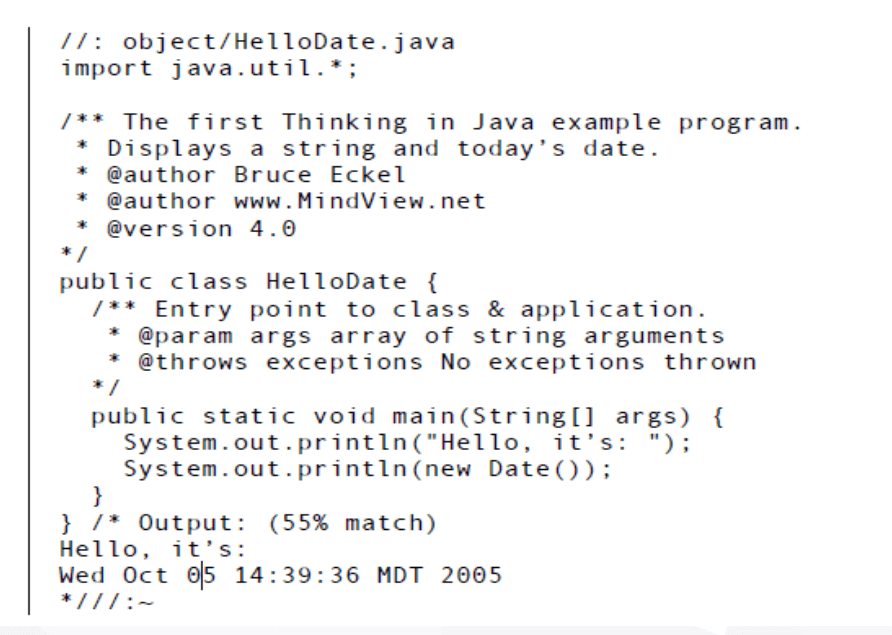 //: object/HelloDate.java
import java.util.*;

/** The first Thinking in Java example program.
 * Displays a string and today’s date.
 * @author Bruce Eckel
 * @author www.MindView.net
 * @version 4.0
*/
public class HelloDate {
  /** Entry point to class & application.
   * @param args array of string arguments
   * @throws exceptions No exceptions thrown
  */
  public static void main(String[] args) {
    System.out.println("Hello, it’s: ");
    System.out.println(new Date());
  }
} /* Output: (55% match)
Hello, it’s:
Wed Oct 05 14:39:36 MDT 2005
*///:~